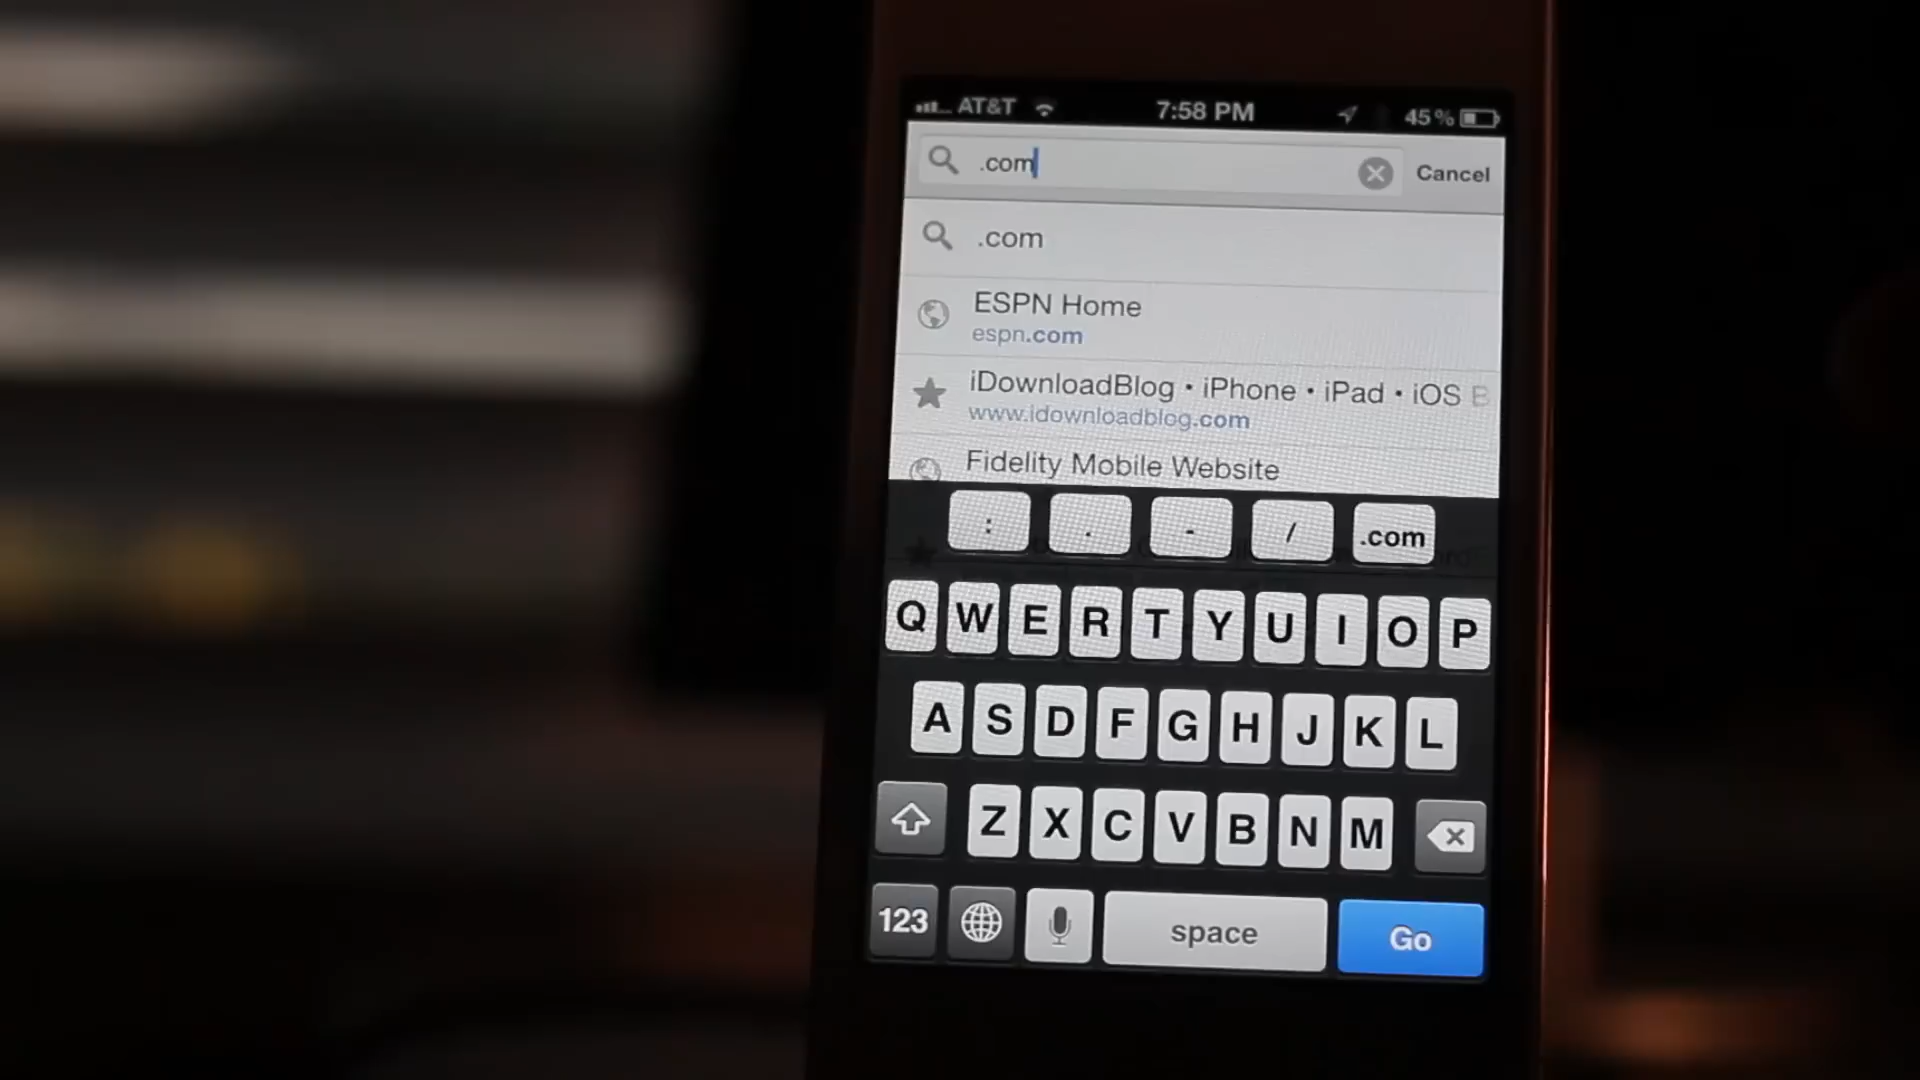 AT&T 7:58 PM 45%
.com Cancel
.com
ESPN Home
espn.com
iDownloadBlog • iPhone • iPad • iOS B
www.idownloadblog.com
Fidelity Mobile Website
: . - / .com
Q W E R T Y U I O P
A S D F G H J K L
Z X C V B N M
123 space Go